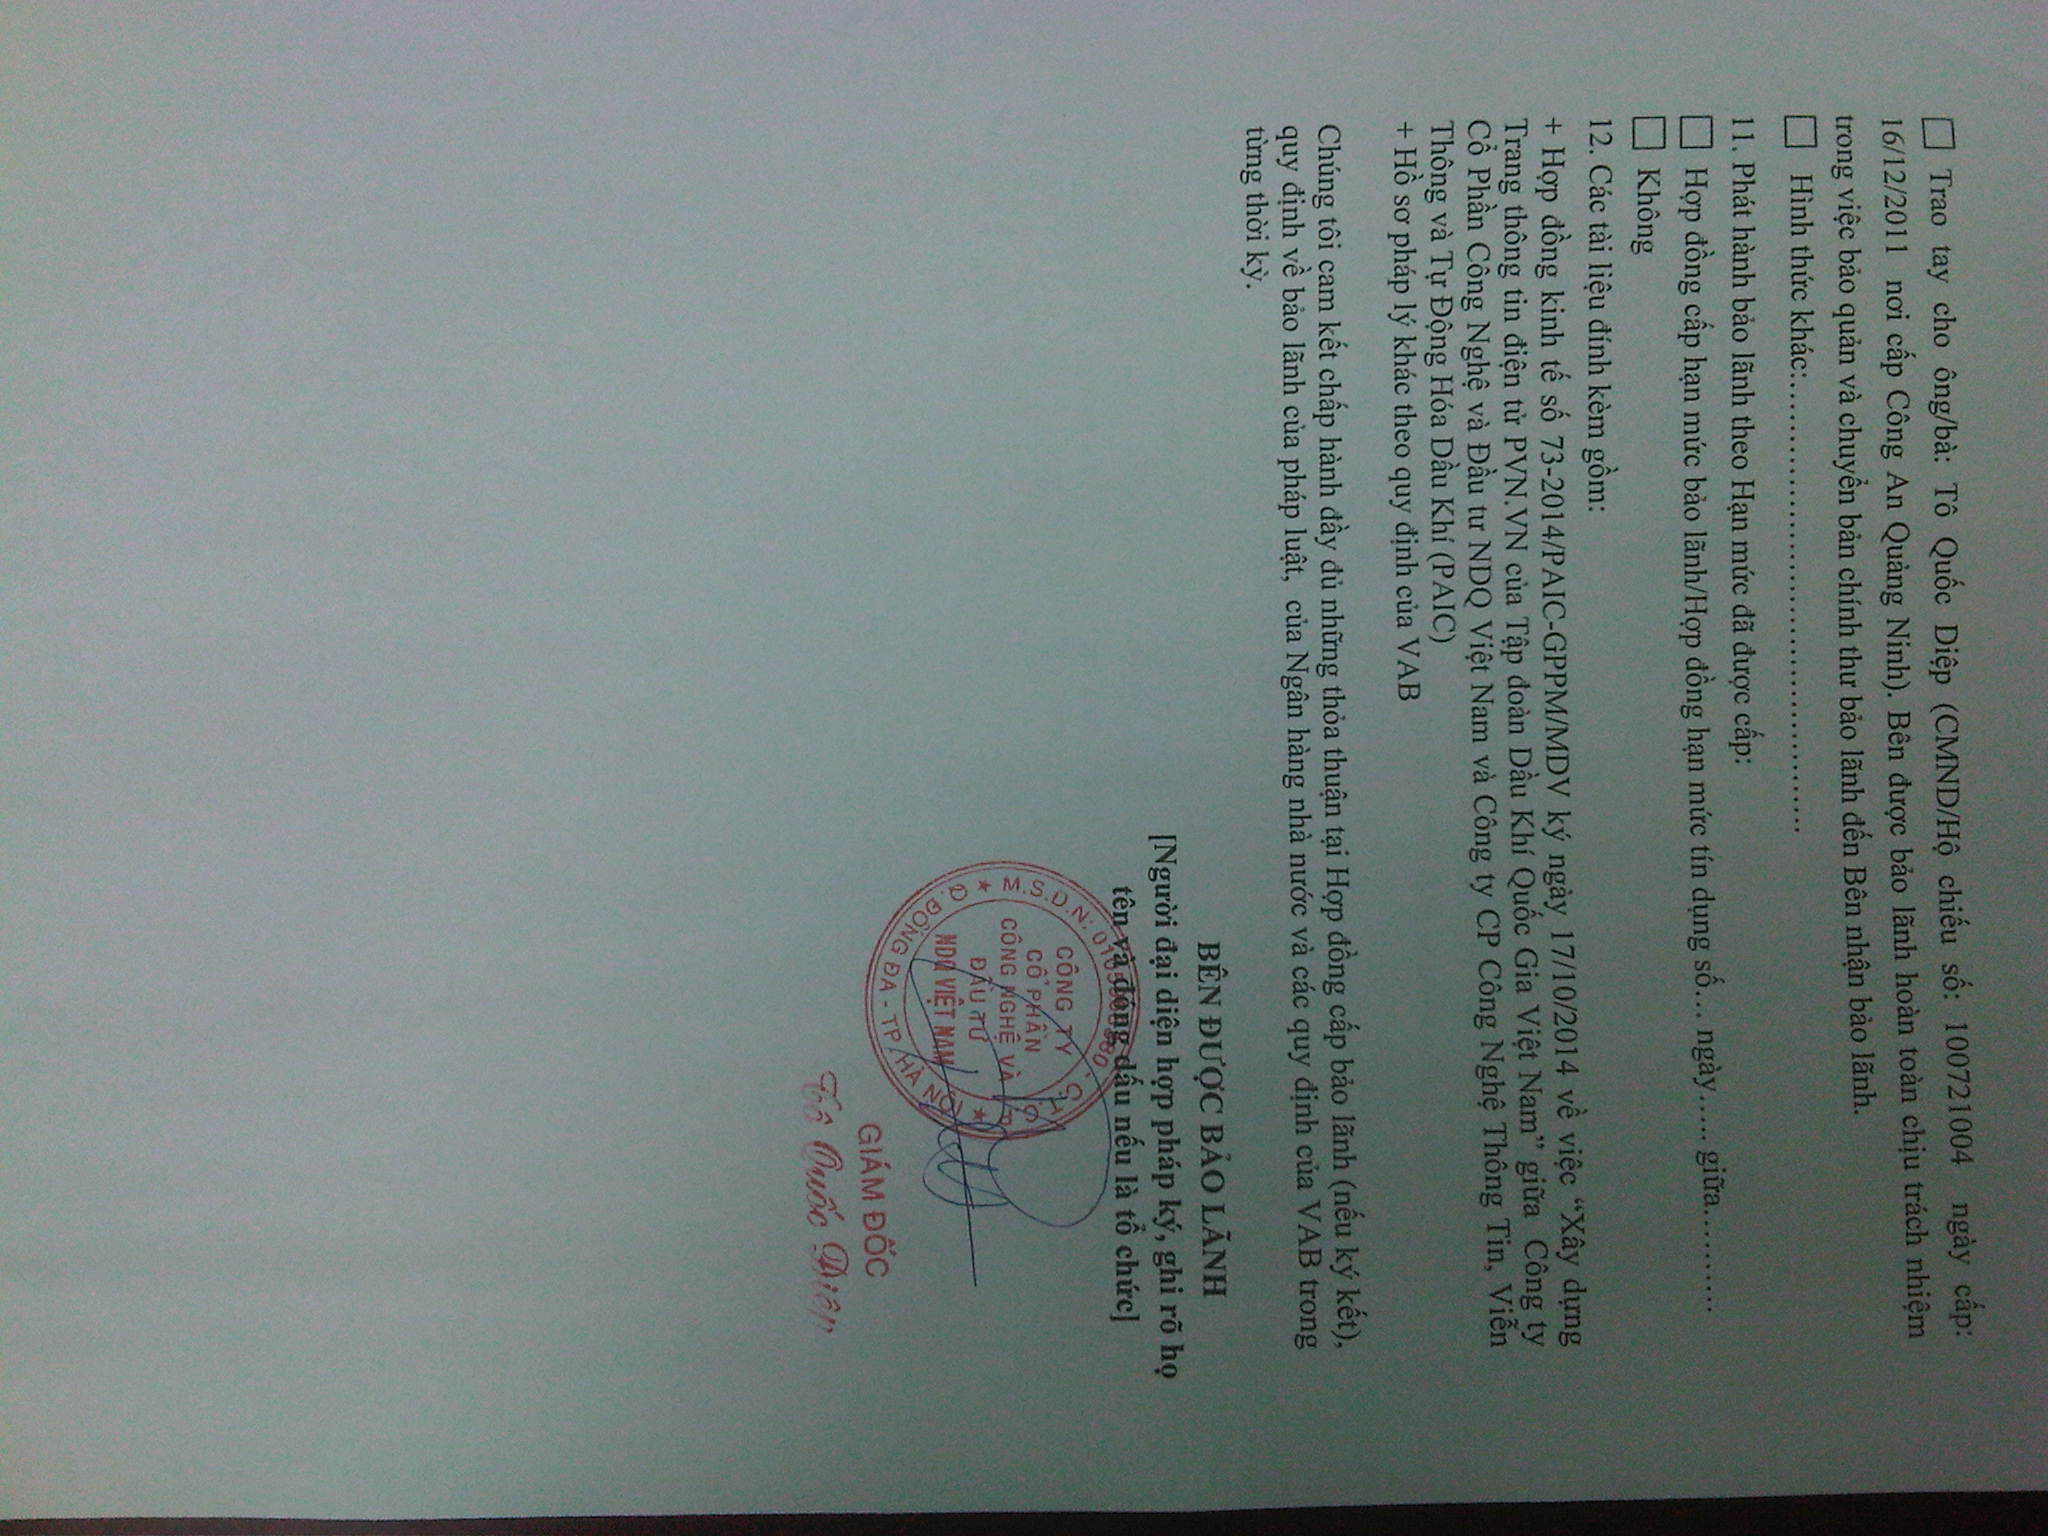 ☐ Trao tay cho ông/bà: Tô Quốc Diệp (CMND/Hộ chiếu số: 100721004 ngày cấp:
16/12/2011 nơi cấp Công An Quảng Ninh). Bên được bảo lãnh hoàn toàn chịu trách nhiệm
trong việc bảo quản và chuyển bản chính thư bảo lãnh đến Bên nhận bảo lãnh.
☐ Hình thức khác:……………………………………………
11. Phát hành bảo lãnh theo Hạn mức đã được cấp:
☐ Hợp đồng cấp hạn mức bảo lãnh/Hợp đồng hạn mức tín dụng số… ngày….. giữa……….
☐ Không
12. Các tài liệu đính kèm gồm:
+ Hợp đồng kinh tế số 73-2014/PAIC-GPPM/MDV ký ngày 17/10/2014 về việc “Xây dựng
Trang thông tin điện tử PVN.VN của Tập đoàn Dầu Khí Quốc Gia Việt Nam” giữa Công ty
Cổ Phần Công Nghệ và Đầu tư NDQ Việt Nam và Công ty CP Công Nghệ Thông Tin, Viễn
Thông và Tự Động Hóa Dầu Khí (PAIC)
+ Hồ sơ pháp lý khác theo quy định của VAB
Chúng tôi cam kết chấp hành đầy đủ những thỏa thuận tại Hợp đồng cấp bảo lãnh (nếu ký kết),
quy định về bảo lãnh của pháp luật, của Ngân hàng nhà nước và các quy định của VAB trong
từng thời kỳ.
BÊN ĐƯỢC BẢO LÃNH
[Người đại diện hợp pháp ký, ghi rõ họ
tên và đóng dấu nếu là tổ chức]
M.S.D.N:
CÔNG TY
CỔ PHẦN
CÔNG NGHỆ VÀ
ĐẦU TƯ
NDQ VIỆT NAM
Q. ĐỐNG ĐA - TP. HÀ NỘI
GIÁM ĐỐC
Tô Quốc Diệp